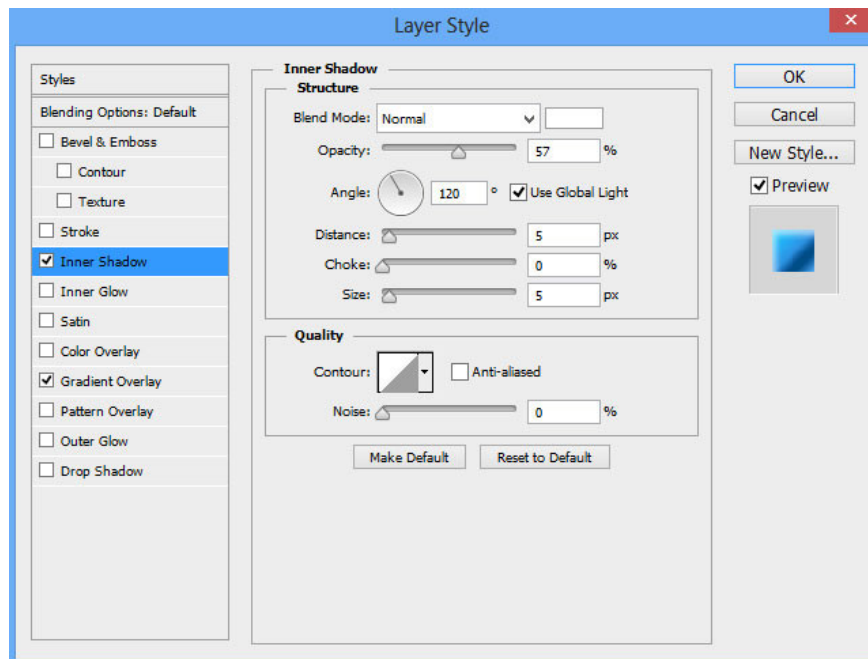 Layer Style
Styles
Blending Options: Default
Bevel & Emboss
Contour
Texture
Stroke
Inner Shadow
Inner Glow
Satin
Color Overlay
Gradient Overlay
Pattern Overlay
Outer Glow
Drop Shadow
Inner Shadow
Structure
Blend Mode: Normal
Opacity: 57 %
Angle: 120 ° Use Global Light
Distance: 5 px
Choke: 0 %
Size: 5 px
Quality
Contour: Anti-aliased
Noise: 0 %
Make Default Reset to Default
OK
Cancel
New Style...
Preview